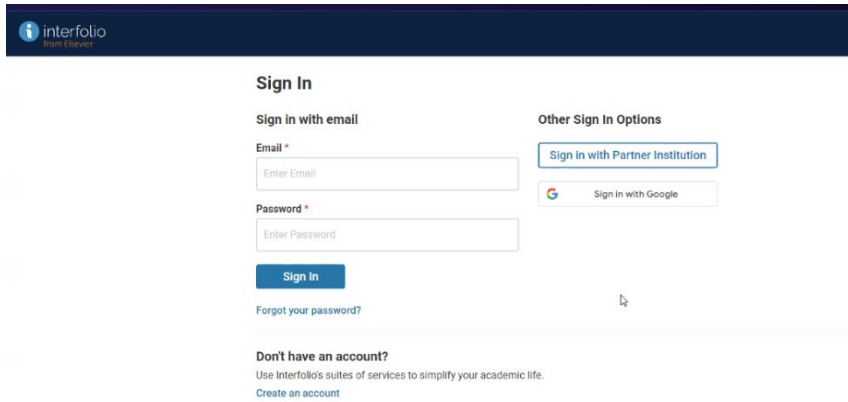 interfolio
from Elsevier
Sign In
Sign in with email
Email *
Enter Email
Password *
Enter Password
Sign In
Forgot your password?
Other Sign In Options
Sign in with Partner Institution
Sign in with Google
Don't have an account?
Use Interfolio's suites of services to simplify your academic life.
Create an account